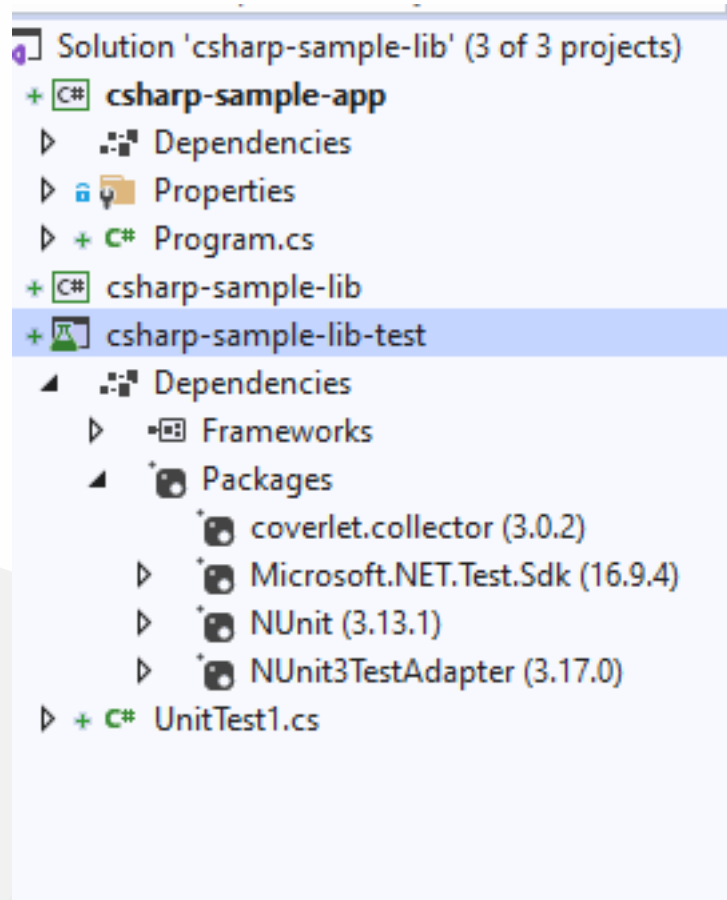 Solution 'csharp-sample-lib' (3 of 3 projects)
+ C# csharp-sample-app
Dependencies
Properties
+ C# Program.cs
+ C# csharp-sample-lib
+ csharp-sample-lib-test
Dependencies
Frameworks
Packages
coverlet.collector (3.0.2)
Microsoft.NET.Test.Sdk (16.9.4)
NUnit (3.13.1)
NUnit3TestAdapter (3.17.0)
+ C# UnitTest1.cs